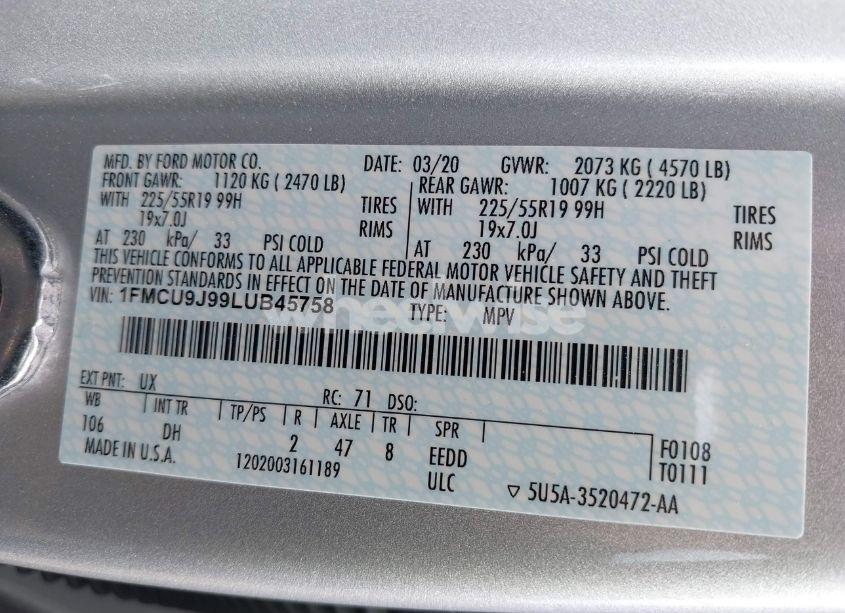 MFD. BY FORD MOTOR CO. DATE: 03/20 GVWR: 2073 KG ( 4570 LB)
FRONT GAWR: 1120 KG ( 2470 LB) REAR GAWR: 1007 KG ( 2220 LB)
WITH 225/55R19 99H TIRES WITH 225/55R19 99H TIRES
19x7.0J RIMS 19x7.0J RIMS
AT 230 kPa/ 33 PSI COLD AT 230 kPa/ 33 PSI COLD
THIS VEHICLE CONFORMS TO ALL APPLICABLE FEDERAL MOTOR VEHICLE SAFETY AND THEFT
PREVENTION STANDARDS IN EFFECT ON THE DATE OF MANUFACTURE SHOWN ABOVE.
VIN: 1FMCU9J99LUB45758 TYPE: MPV
EXT PNT: UX RC: 71 DSO:
WB INT TR TP/PS R AXLE TR SPR
106 DH 2 47 8 EEDD F0108
MADE IN U.S.A. 1202003161189 ULC T0111
5U5A-3520472-AA